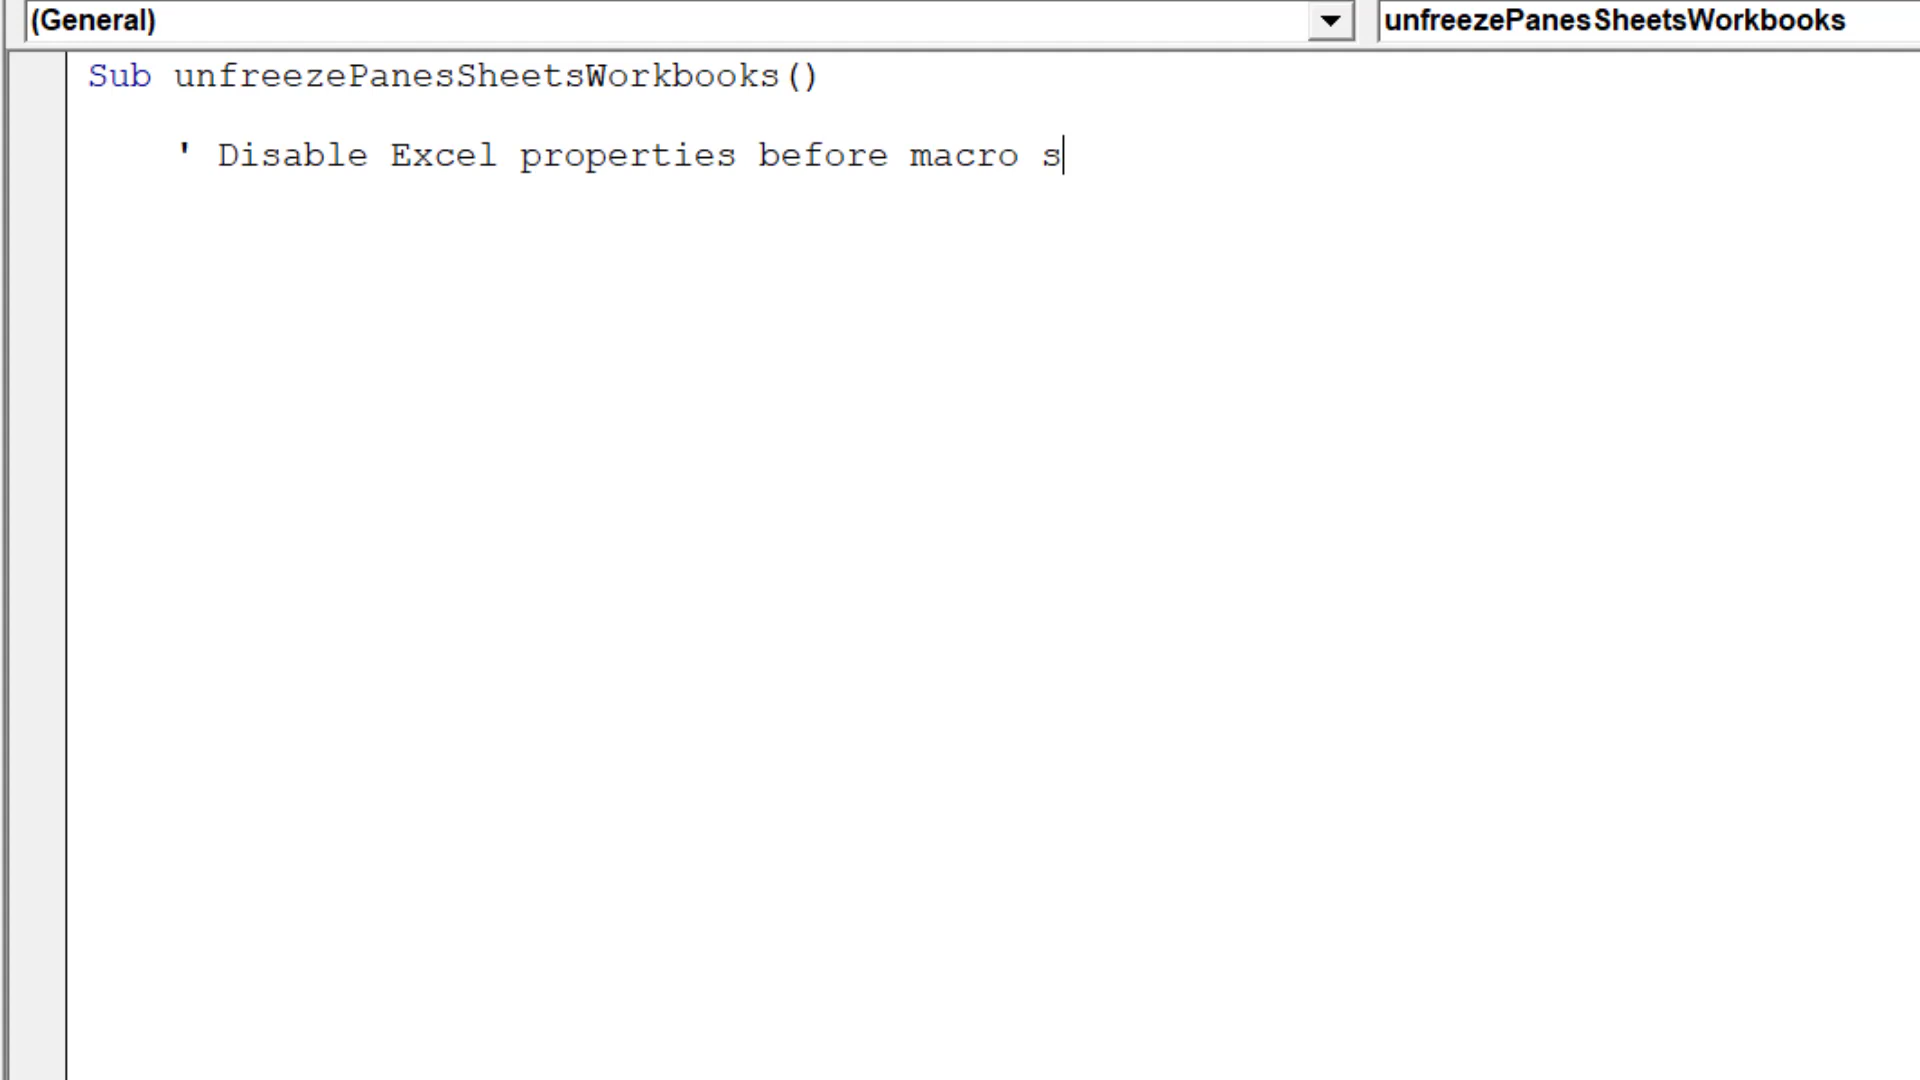 (General) unfreezePanesSheetsWorkbooks
Sub unfreezePanesSheetsWorkbooks()
' Disable Excel properties before macro s